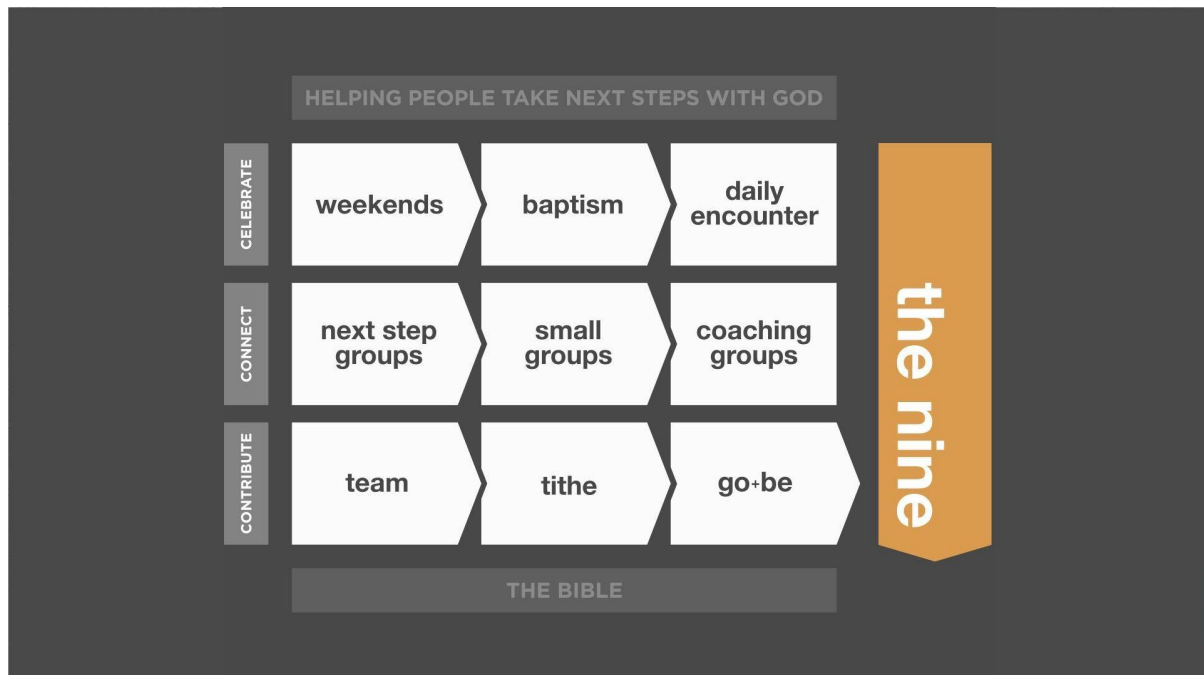 HELPING PEOPLE TAKE NEXT STEPS WITH GOD
CELEBRATE
weekends
baptism
daily
encounter
CONNECT
next step
groups
small
groups
coaching
groups
CONTRIBUTE
team
tithe
go+be
the nine
THE BIBLE